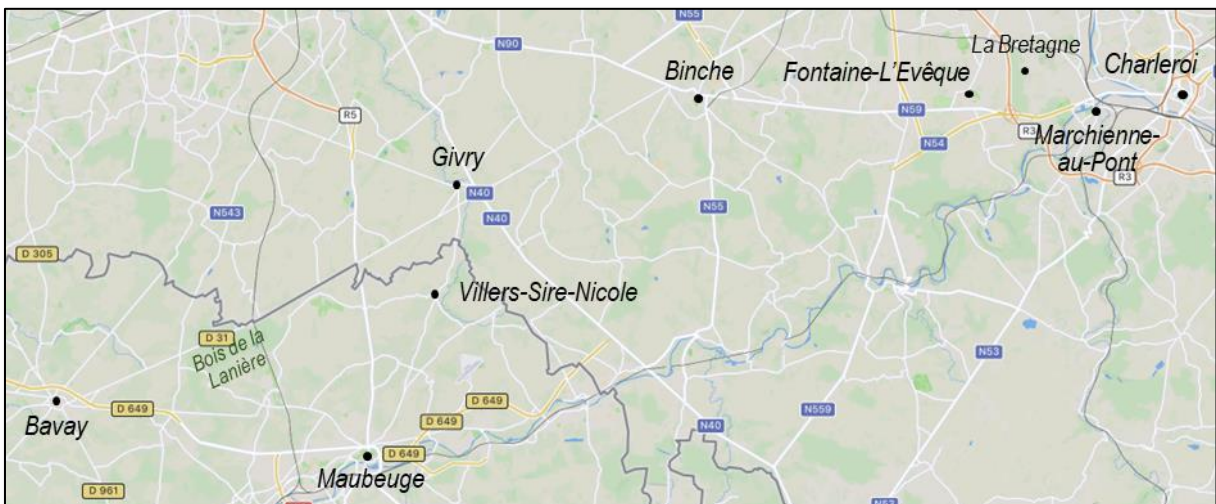 N55
N90
La Bretagne
Binche
Fontaine-L'Evêque
Charleroi
R5
N59
R3
Marchienne-
au-Pont
N54
Givry
R3
N40
N543
N40
N55
D 305
Villers-Sire-Nicole
D 31
Bois de la
Lanière
N53
D 649
D 649
Bavay
D 649
N559
N40
D 649
Maubeuge
D 961